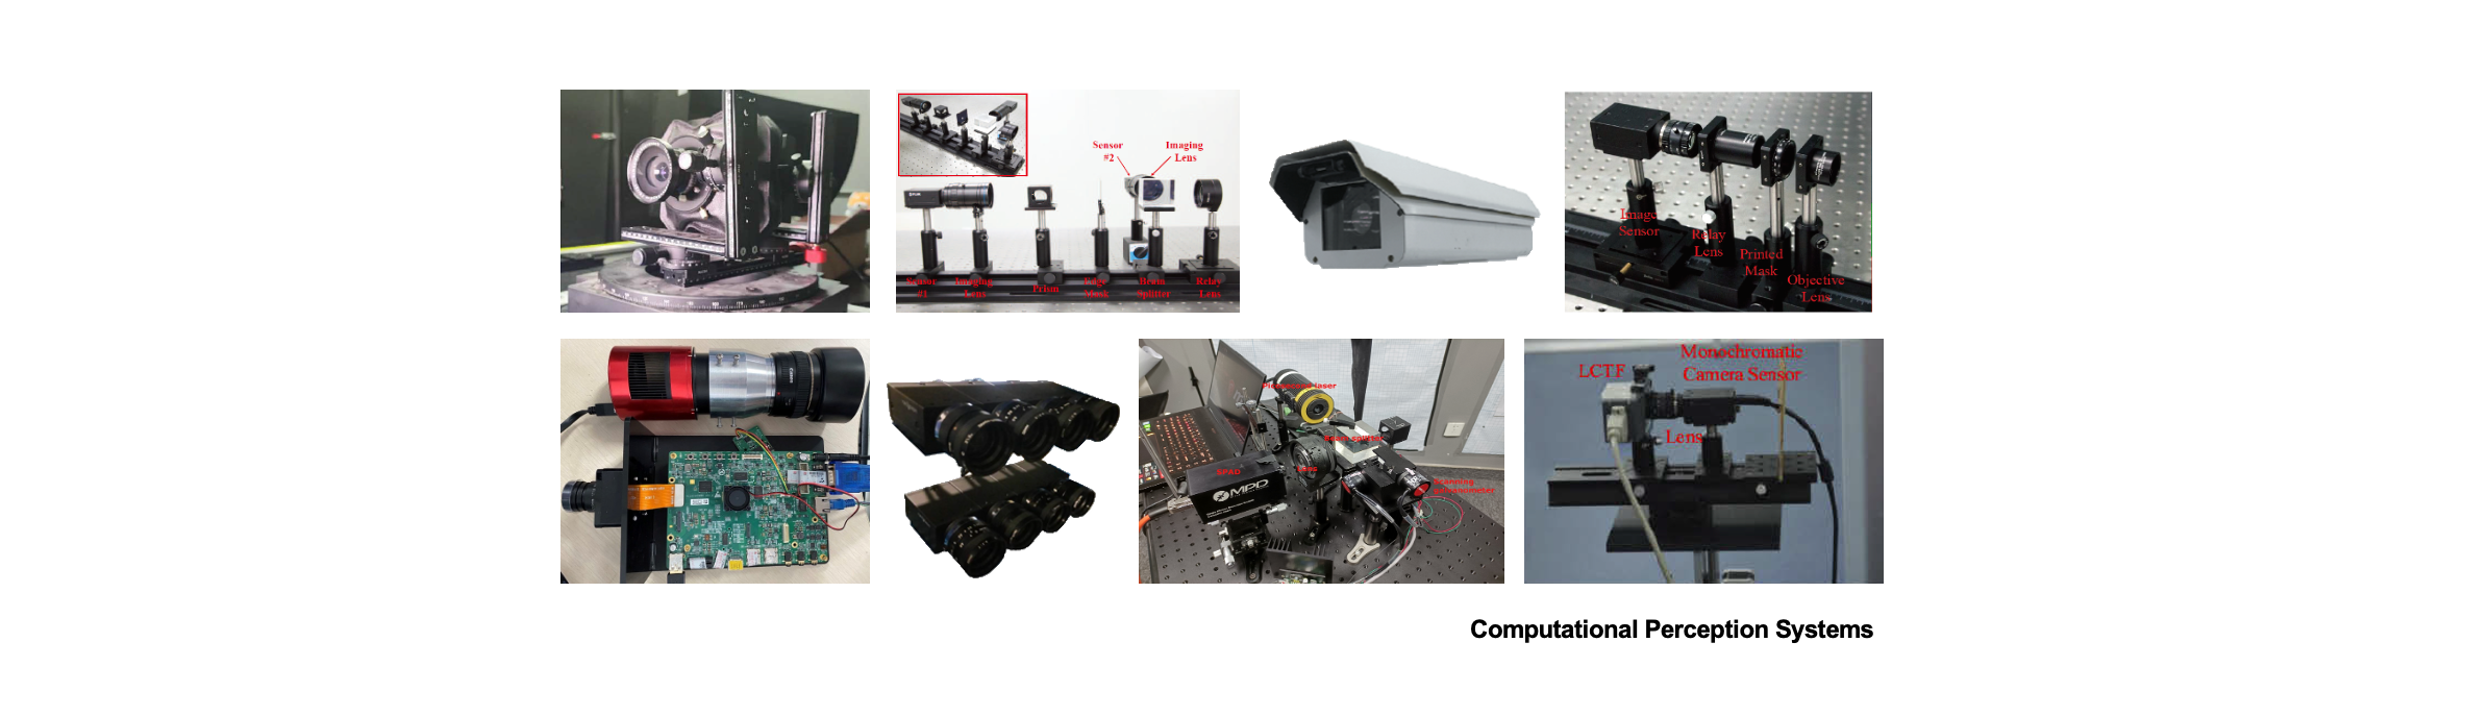 Sensor
#2
Imaging
Lens
Sensor
#1
Imaging
Lens
Prism
Edge
Mask
Beam
Splitter
Relay
Lens
Image
Sensor
Relay
Lens
Printed
Mask
Objective
Lens
Picosecond laser
Beam splitter
SPAD
Lens
MPD
Scanning
galvanometer
LCTF
Monochromatic
Camera Sensor
Lens
Computational Perception Systems